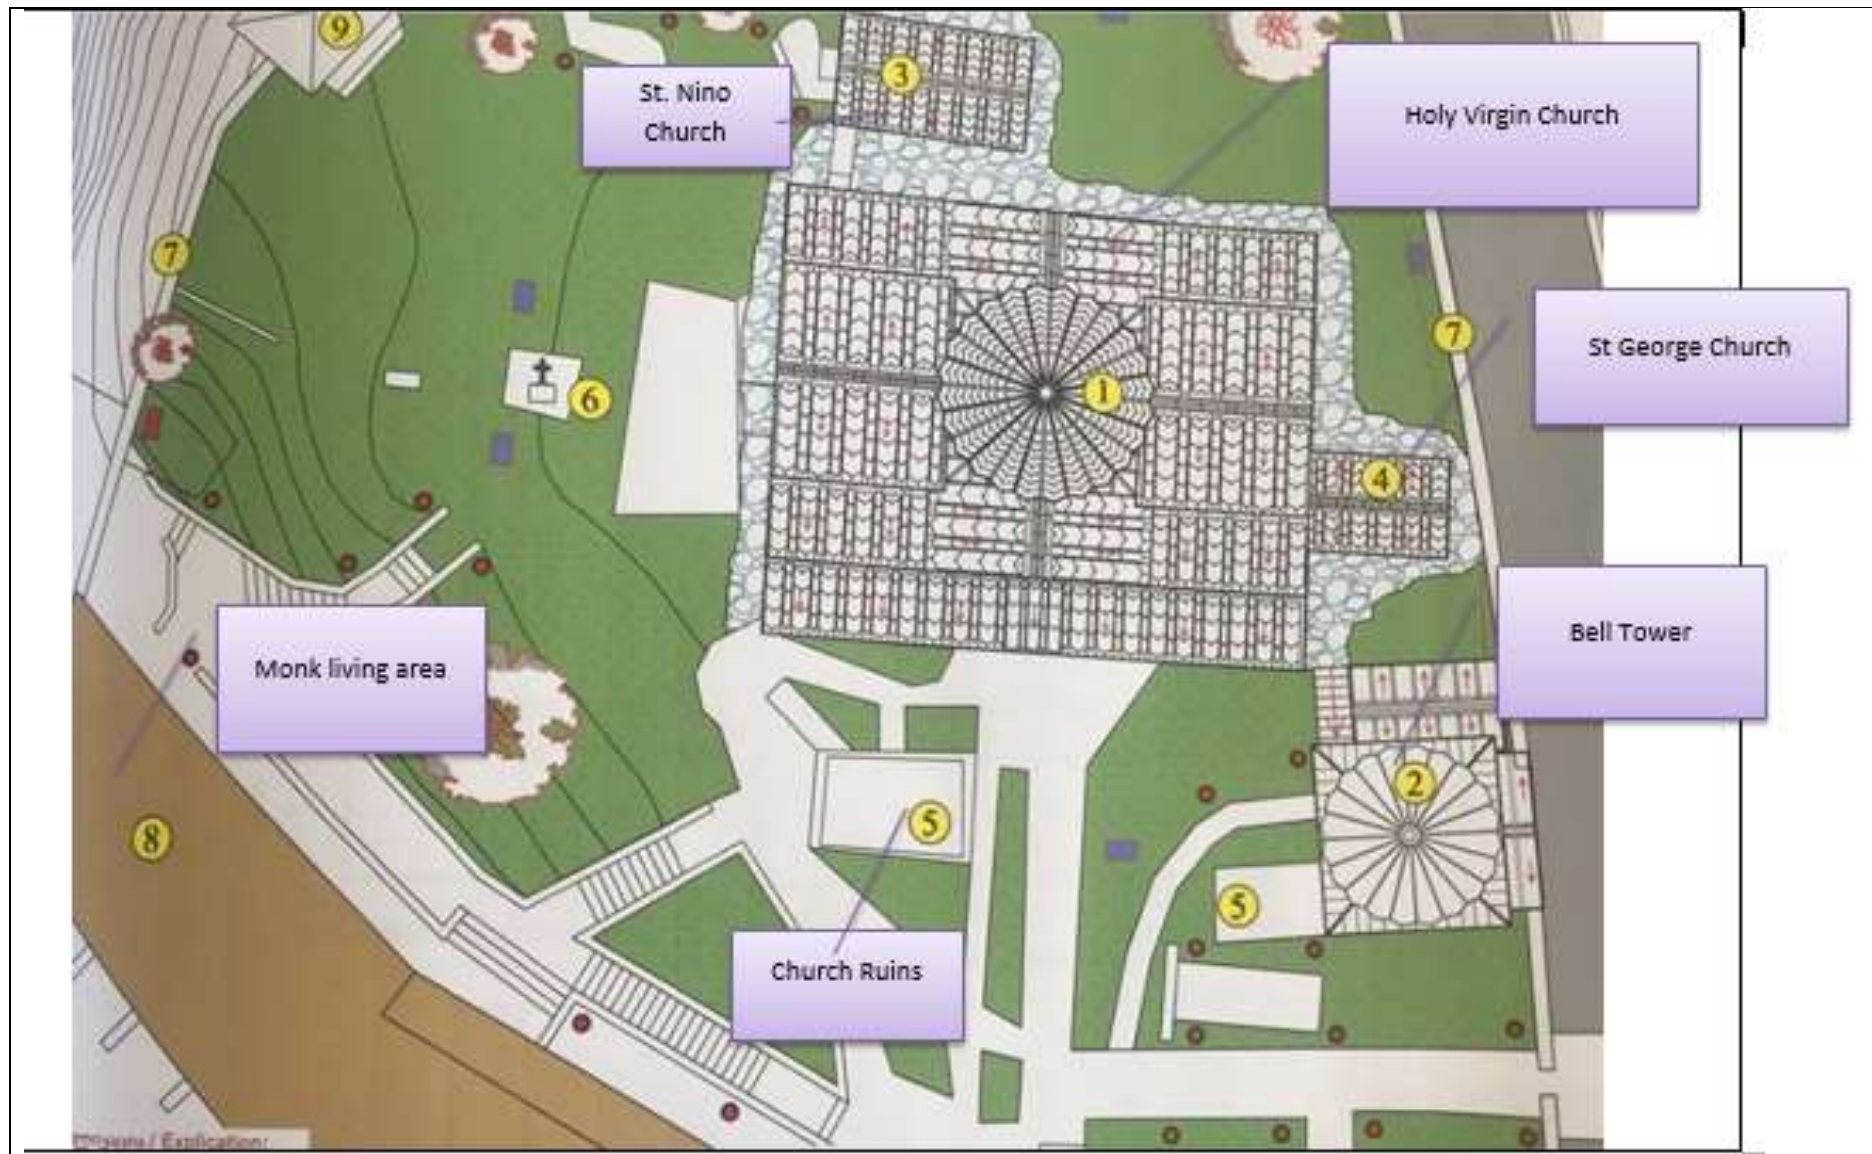 9
3
St. Nino
Church
Holy Virgin Church
7
7
St George Church
1
6
4
Monk living area
Bell Tower
2
5
8
5
Church Ruins
/ Explication: